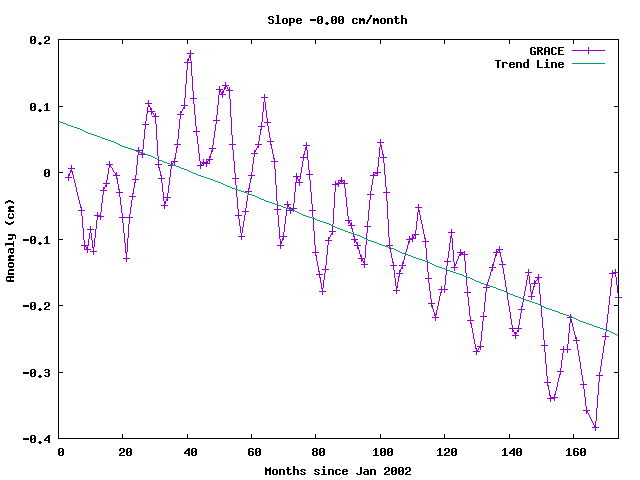 Slope -0.00 cm/month
GRACE
Trend Line
0.2
0.1
0
-0.1
-0.2
-0.3
-0.4
Anomaly (cm)
0 20 40 60 80 100 120 140 160
Months since Jan 2002